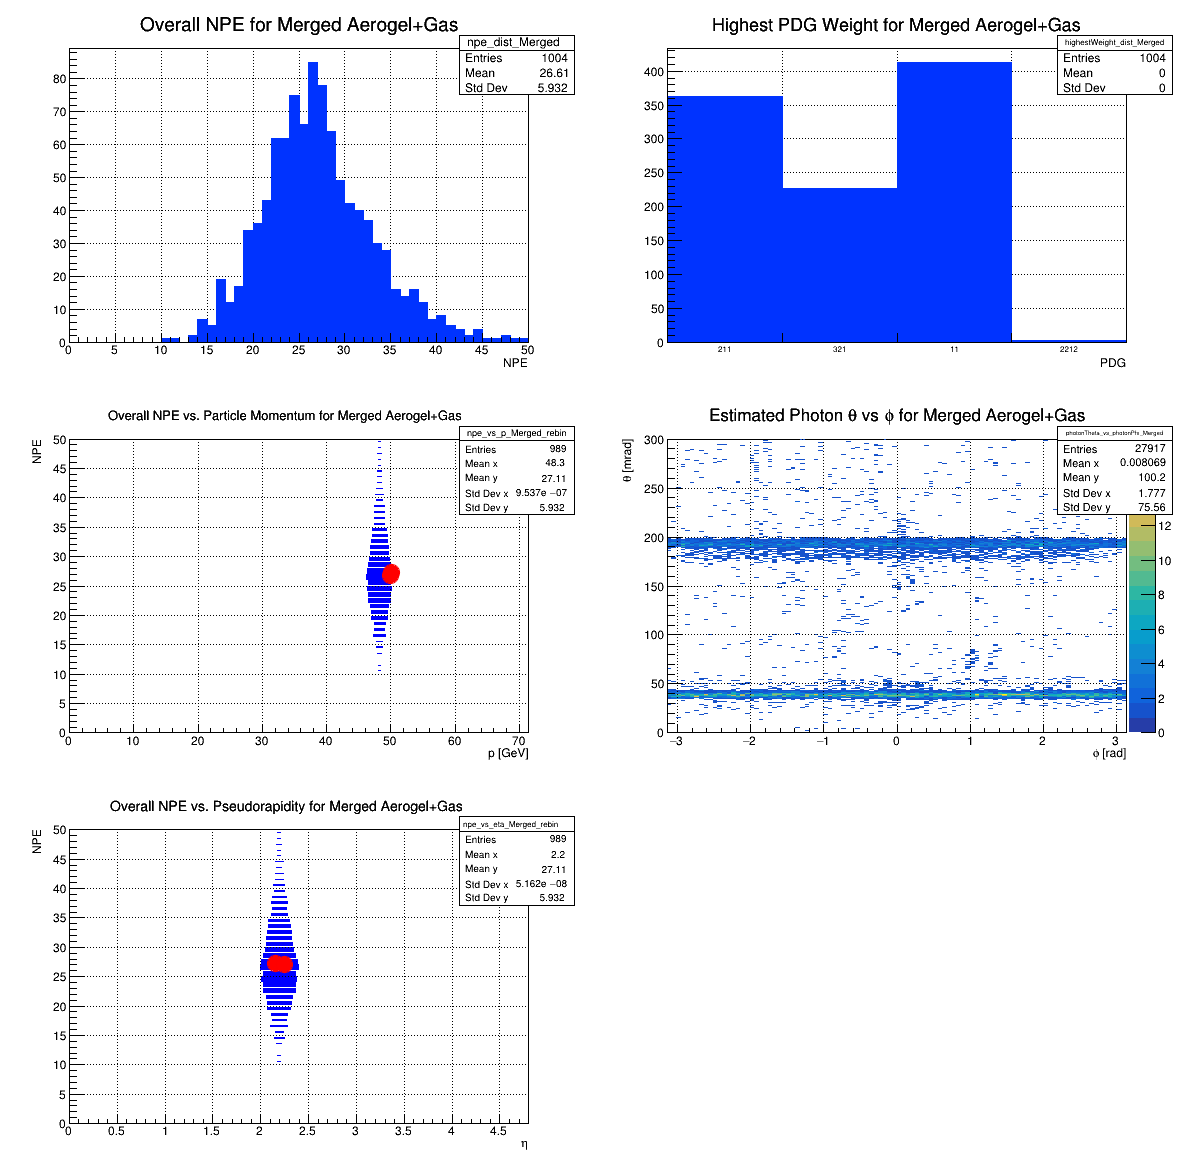 Overall NPE for Merged Aerogel+Gas
npe_dist_Merged
Entries 1004
Mean 26.61
Std Dev 5.932
80
70
60
50
40
30
20
10
0
0 5 10 15 20 25 30 35 40 45 50
NPE
Highest PDG Weight for Merged Aerogel+Gas
highestWeight_dist_Merged
Entries 1004
Mean 0
Std Dev 0
400
350
300
250
200
150
100
50
0
211 321 11 2212
PDG
Overall NPE vs. Particle Momentum for Merged Aerogel+Gas
npe_vs_p_Merged_rebin
Entries 989
Mean x 48.3
Mean y 27.11
Std Dev x 9.537e −07
Std Dev y 5.932
NPE
50
45
40
35
30
25
20
15
10
5
0
0 10 20 30 40 50 60 70
p [GeV]
Estimated Photon θ vs ϕ for Merged Aerogel+Gas
photonTheta_vs_photonPhi_Merged
Entries 27917
Mean x 0.008069
Mean y 100.2
Std Dev x 1.777
Std Dev y 75.56
θ [mrad]
300
250
200
150
100
50
0
−3 −2 −1 0 1 2 3
ϕ [rad]
12
10
8
6
4
2
0
Overall NPE vs. Pseudorapidity for Merged Aerogel+Gas
npe_vs_eta_Merged_rebin
Entries 989
Mean x 2.2
Mean y 27.11
Std Dev x 5.162e −08
Std Dev y 5.932
NPE
50
45
40
35
30
25
20
15
10
5
0
0 0.5 1 1.5 2 2.5 3 3.5 4 4.5
η